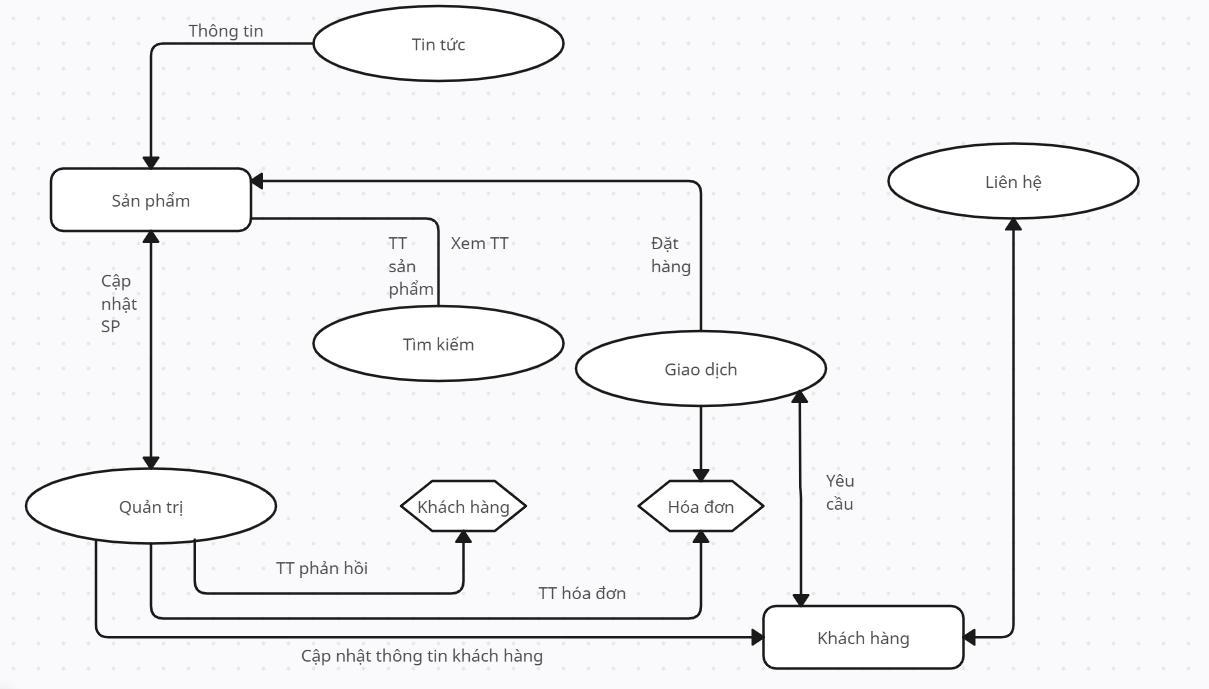 Thông tin
Tin tức
Sản phẩm
Liên hệ
TT
sản
phẩm
Xem TT
Đặt
hàng
Cập
nhật
SP
Tìm kiếm
Giao dịch
Yêu
cầu
Quản trị
Khách hàng
Hóa đơn
TT phản hồi
TT hóa đơn
Khách hàng
Cập nhật thông tin khách hàng